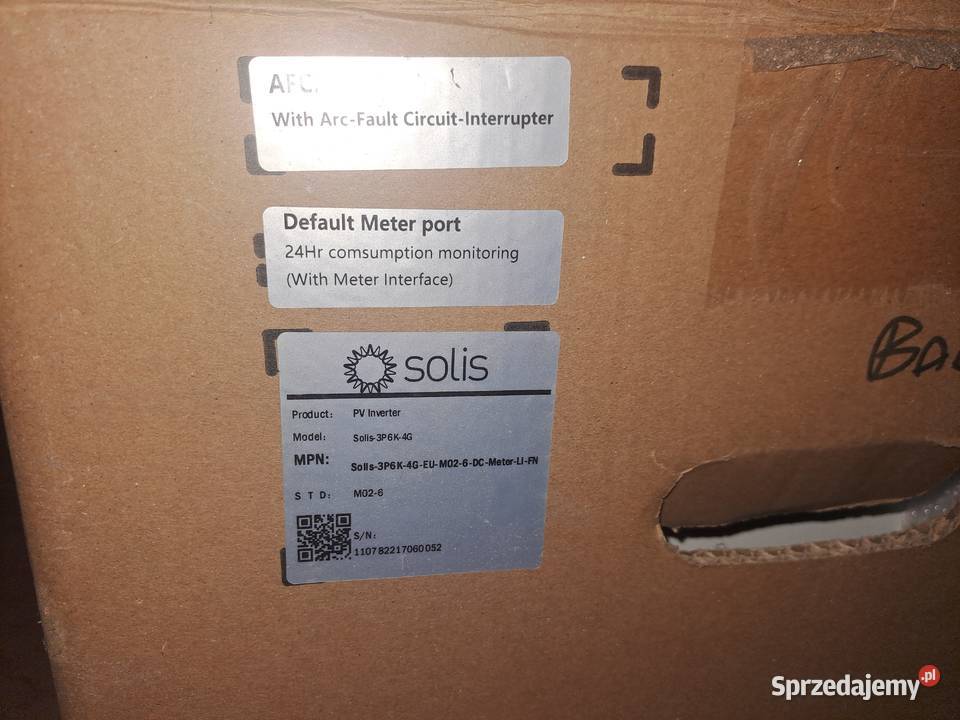 With Arc-Fault Circuit-Interrupter
Default Meter port
24Hr comsumption monitoring
(With Meter Interface)
solis
Product: PV Inverter
Model: Solis-3P6K-4G
MPN: Solis-3P6K-4G-EU-M02-6-DC-Meter-LI-FN
S T D: M02-6
S/N:
110782217060052
Sprzedajemy.pl